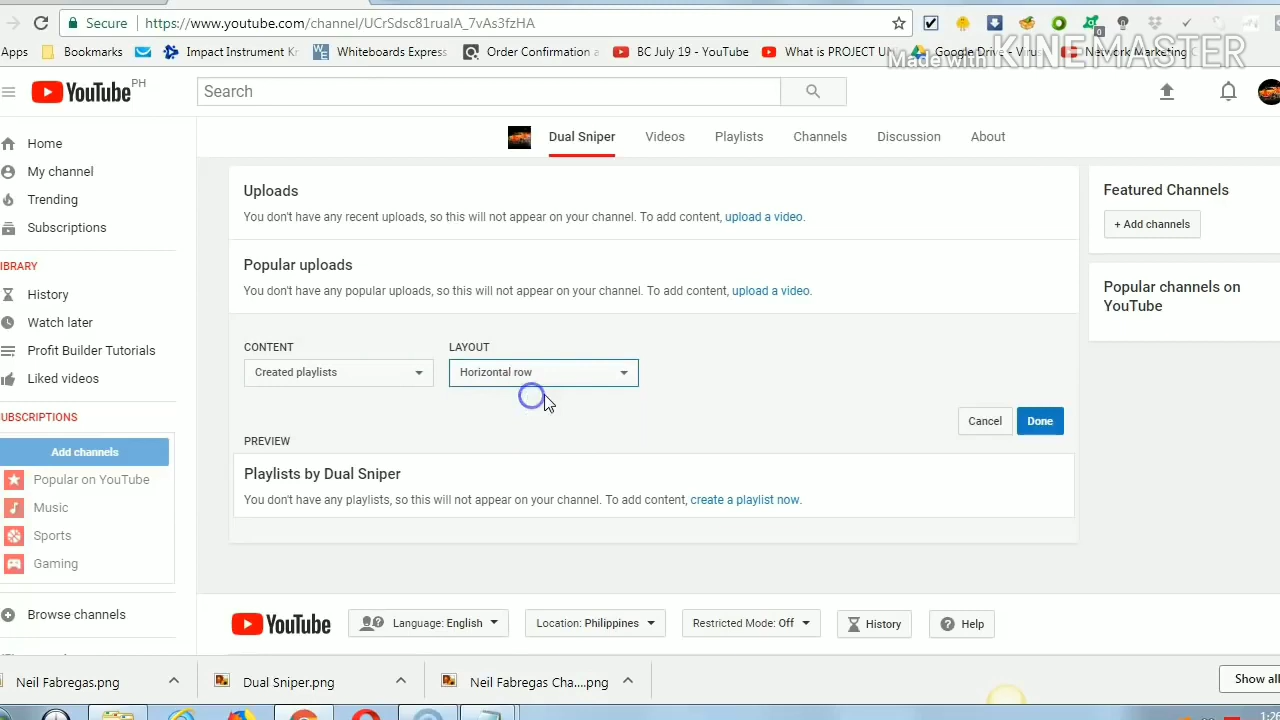 Secure https://www.youtube.com/channel/UCrSdsc81ruaIA_7vAs3fzHA
Apps Bookmarks Impact Instrument Whiteboards Express Order Confirmation BC July 19 - YouTube What is PROJECT Google Drive - Network Marketing
Made with KINEMASTER
YouTube PH Search
Dual Sniper Videos Playlists Channels Discussion About
Home
My channel
Trending
Subscriptions
IBRARY
History
Watch later
Profit Builder Tutorials
Liked videos
UBSCRIPTIONS
Add channels
Popular on YouTube
Music
Sports
Gaming
Browse channels
Uploads
You don't have any recent uploads, so this will not appear on your channel. To add content, upload a video.
Popular uploads
You don't have any popular uploads, so this will not appear on your channel. To add content, upload a video.
CONTENT LAYOUT
Created playlists Horizontal row
Cancel Done
PREVIEW
Playlists by Dual Sniper
You don't have any playlists, so this will not appear on your channel. To add content, create a playlist now.
Featured Channels
+ Add channels
Popular channels on
YouTube
YouTube Language: English Location: Philippines Restricted Mode: Off History Help
Neil Fabregas.png Dual Sniper.png Neil Fabregas Cha....png Show all